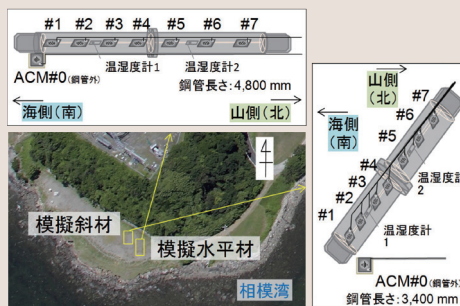 #1 #2 #3 #4 #5 #6 #7
温湿度計1 温湿度計2
ACM#0(鋼管外)
鋼管長さ:4,800 mm
海側(南)
山側(北)
模擬斜材
模擬水平材
相模湾
山側
(北)
海側
(南)
#7
#6
#5
#4
#3
#2
#1
温湿度計
2
温湿度計
1
ACM#0(鋼管外)
鋼管長さ:3,400 mm